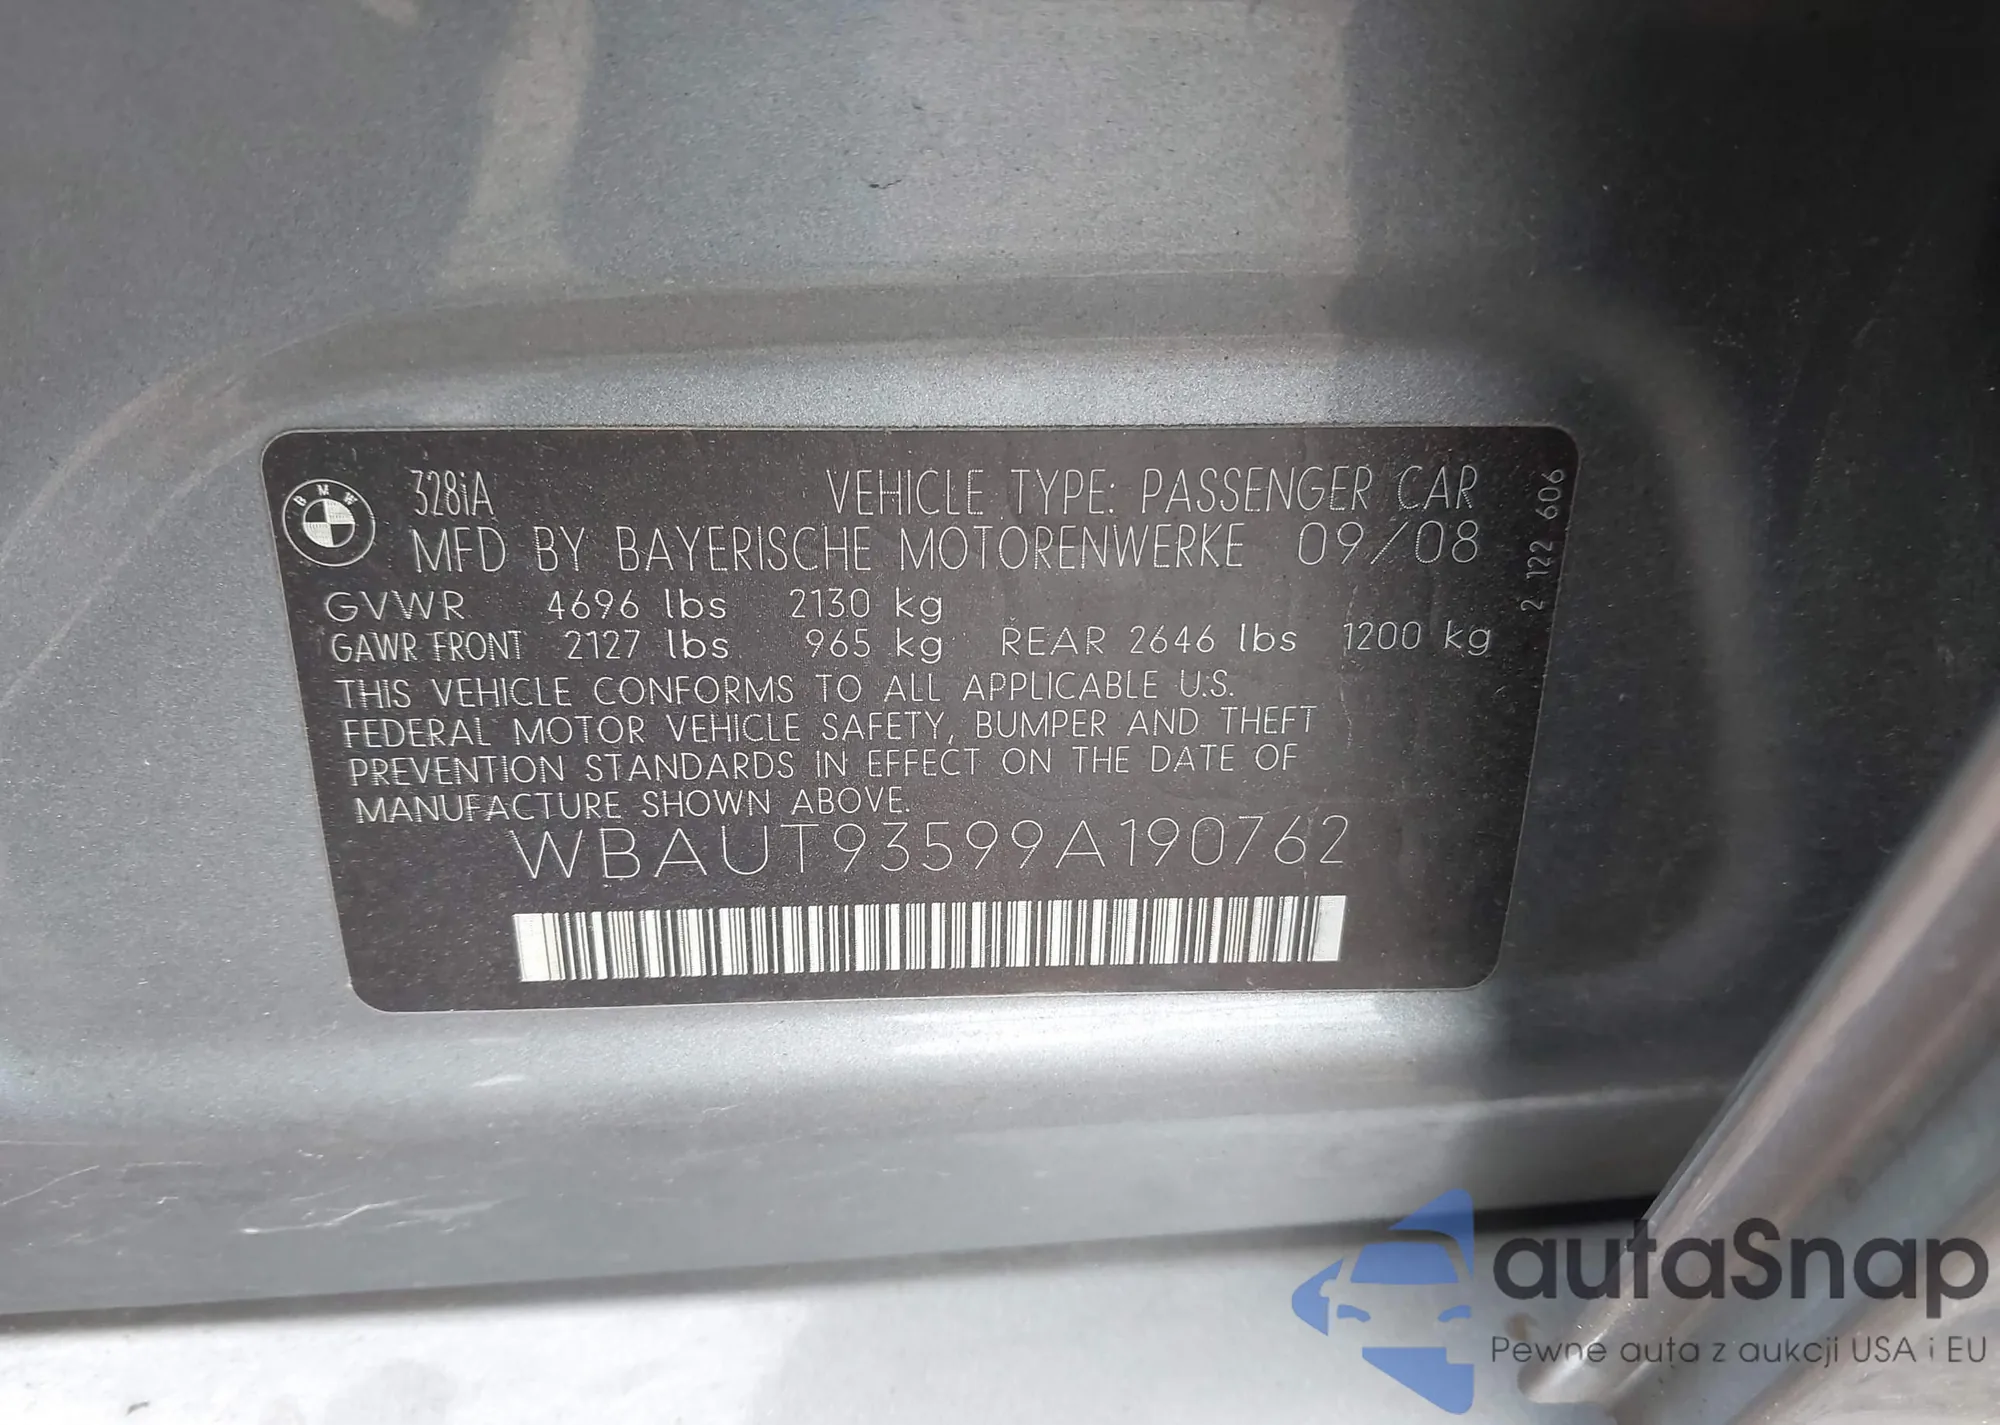 BMW
328iA VEHICLE TYPE: PASSENGER CAR
MFD BY BAYERISCHE MOTORENWERKE 09/08
GVWR 4696 lbs 2130 kg
GAWR FRONT 2127 lbs 965 kg REAR 2646 lbs 1200 kg
THIS VEHICLE CONFORMS TO ALL APPLICABLE U.S.
FEDERAL MOTOR VEHICLE SAFETY, BUMPER AND THEFT
PREVENTION STANDARDS IN EFFECT ON THE DATE OF
MANUFACTURE SHOWN ABOVE.
WBAUT93599A190762
2 122 606
autaSnap
Pewne auta z aukcji USA i EU